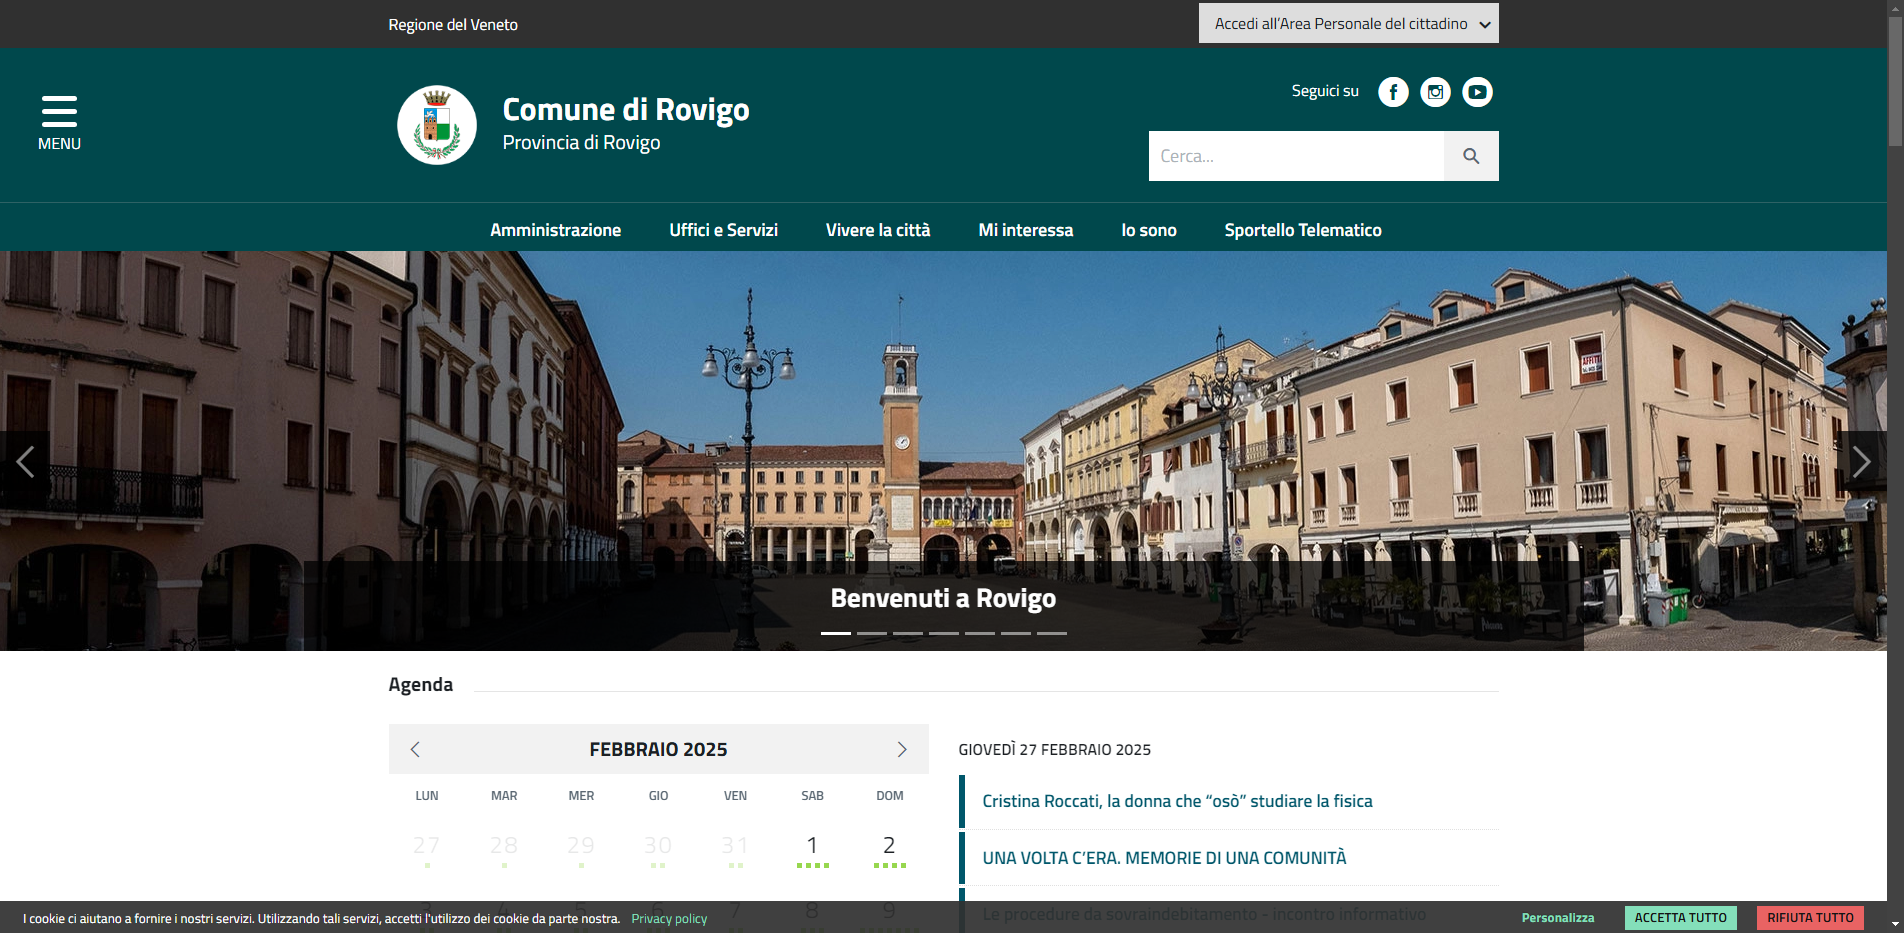 Regione del Veneto
Accedi all'Area Personale del cittadino
MENU
Comune di Rovigo
Provincia di Rovigo
Seguici su
Cerca...
Amministrazione
Uffici e Servizi
Vivere la città
Mi interessa
Io sono
Sportello Telematico
AFFITTI
Benvenuti a Rovigo
Agenda
FEBBRAIO 2025
LUN MAR MER GIO VEN SAB DOM
27 28 29 30 31 1 2
3 4 5 6 7 8 9
GIOVEDÌ 27 FEBBRAIO 2025
Cristina Roccati, la donna che “osò” studiare la fisica
UNA VOLTA C’ERA. MEMORIE DI UNA COMUNITÀ
Le procedure da sovraindebitamento - incontro informativo
I cookie ci aiutano a fornire i nostri servizi. Utilizzando tali servizi, accetti l'utilizzo dei cookie da parte nostra. Privacy policy
Personalizza
ACCETTA TUTTO
RIFIUTA TUTTO